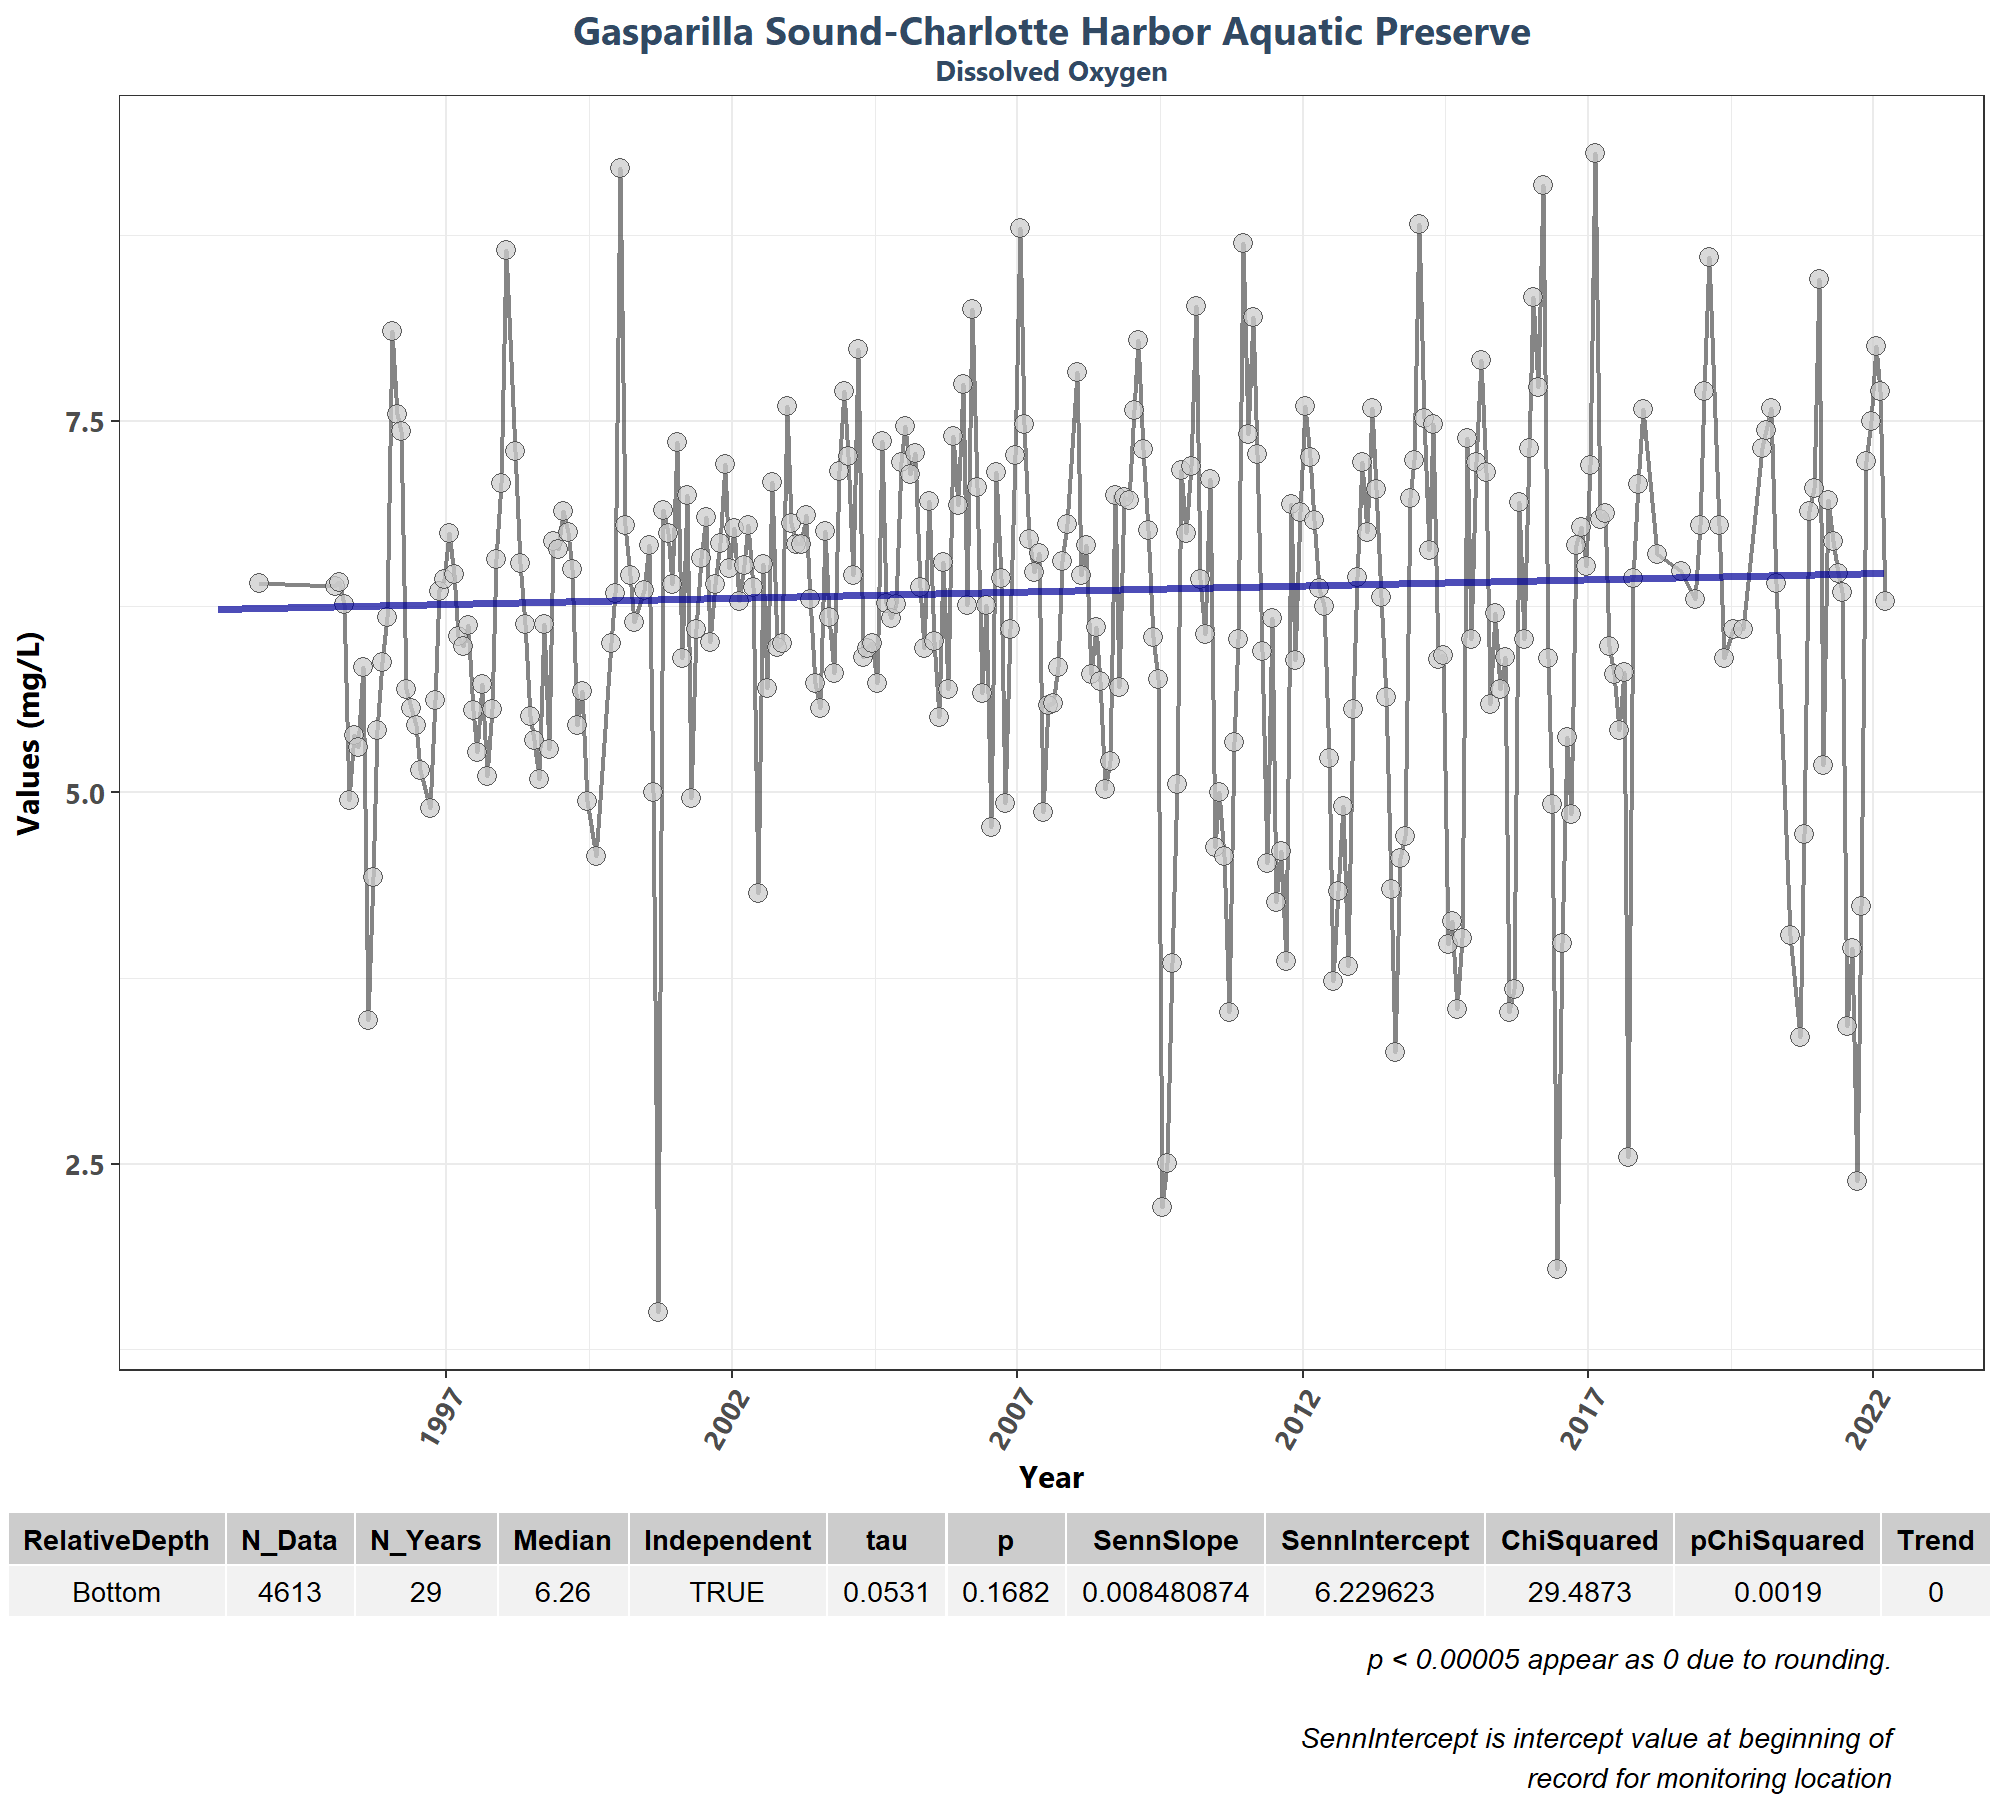 Gasparilla Sound-Charlotte Harbor Aquatic Preserve
Dissolved Oxygen
Values (mg/L)
7.5
5.0
2.5
1997 2002 2007 2012 2017 2022
Year
RelativeDepth N_Data N_Years Median Independent tau p SennSlope SennIntercept ChiSquared pChiSquared Trend
Bottom 4613 29 6.26 TRUE 0.0531 0.1682 0.008480874 6.229623 29.4873 0.0019 0
p < 0.00005 appear as 0 due to rounding.
SennIntercept is intercept value at beginning of
record for monitoring location